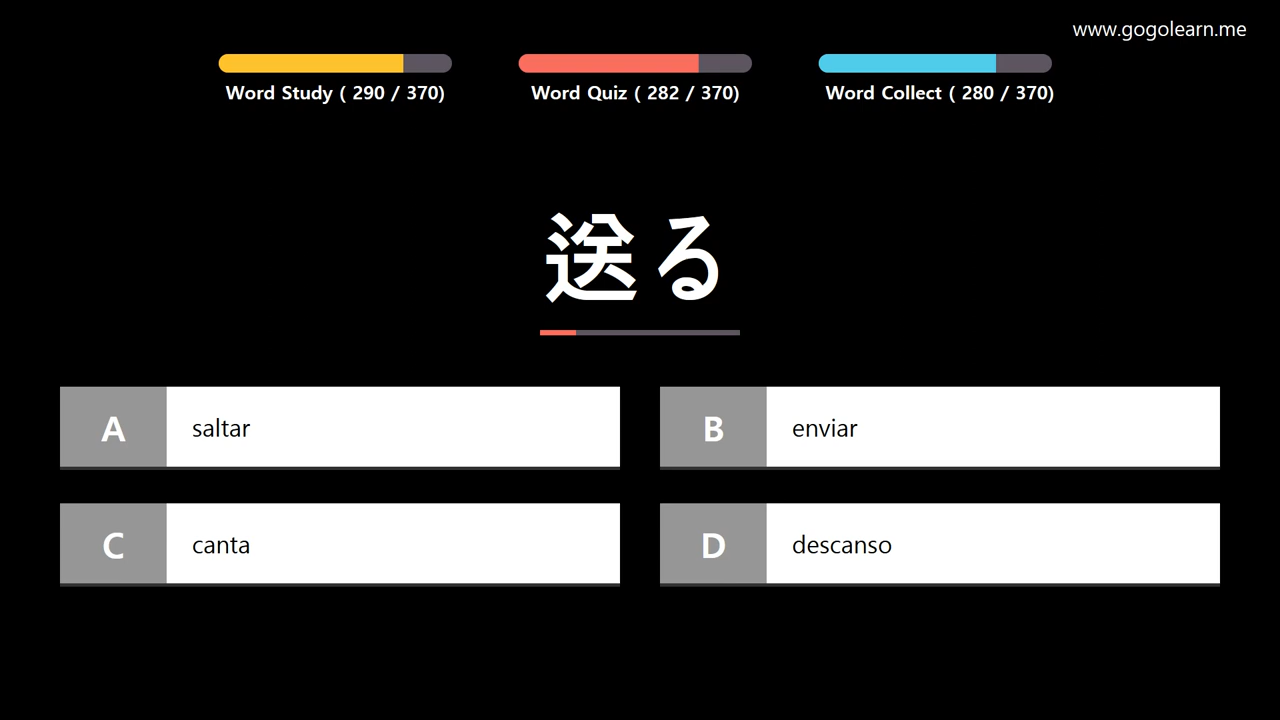 www.gogolearn.me
Word Study ( 290 / 370)
Word Quiz ( 282 / 370)
Word Collect ( 280 / 370)
送る
A saltar
B enviar
C canta
D descanso